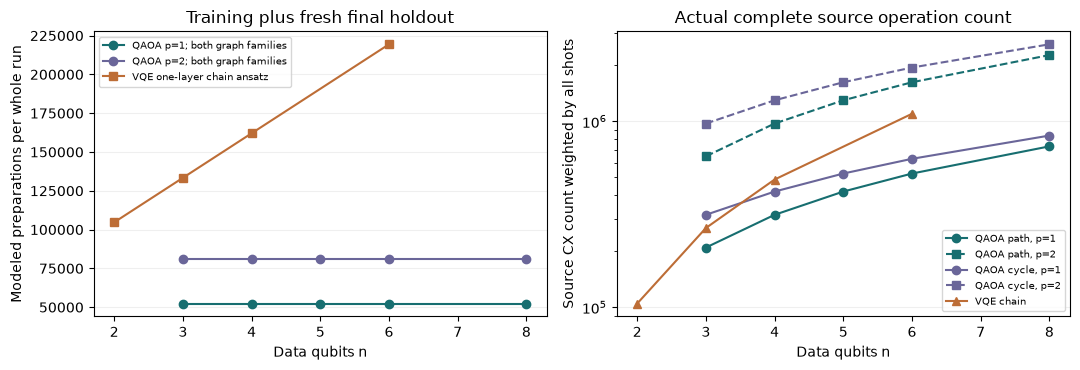 Training plus fresh final holdout
Modeled preparations per whole run
225000
200000
175000
150000
125000
100000
75000
50000
QAOA p=1; both graph families
QAOA p=2; both graph families
VQE one-layer chain ansatz
2
3
4
5
6
7
8
Data qubits n
Actual complete source operation count
Source CX count weighted by all shots
10⁶
10⁵
QAOA path, p=1
QAOA path, p=2
QAOA cycle, p=1
QAOA cycle, p=2
VQE chain
2
3
4
5
6
7
8
Data qubits n